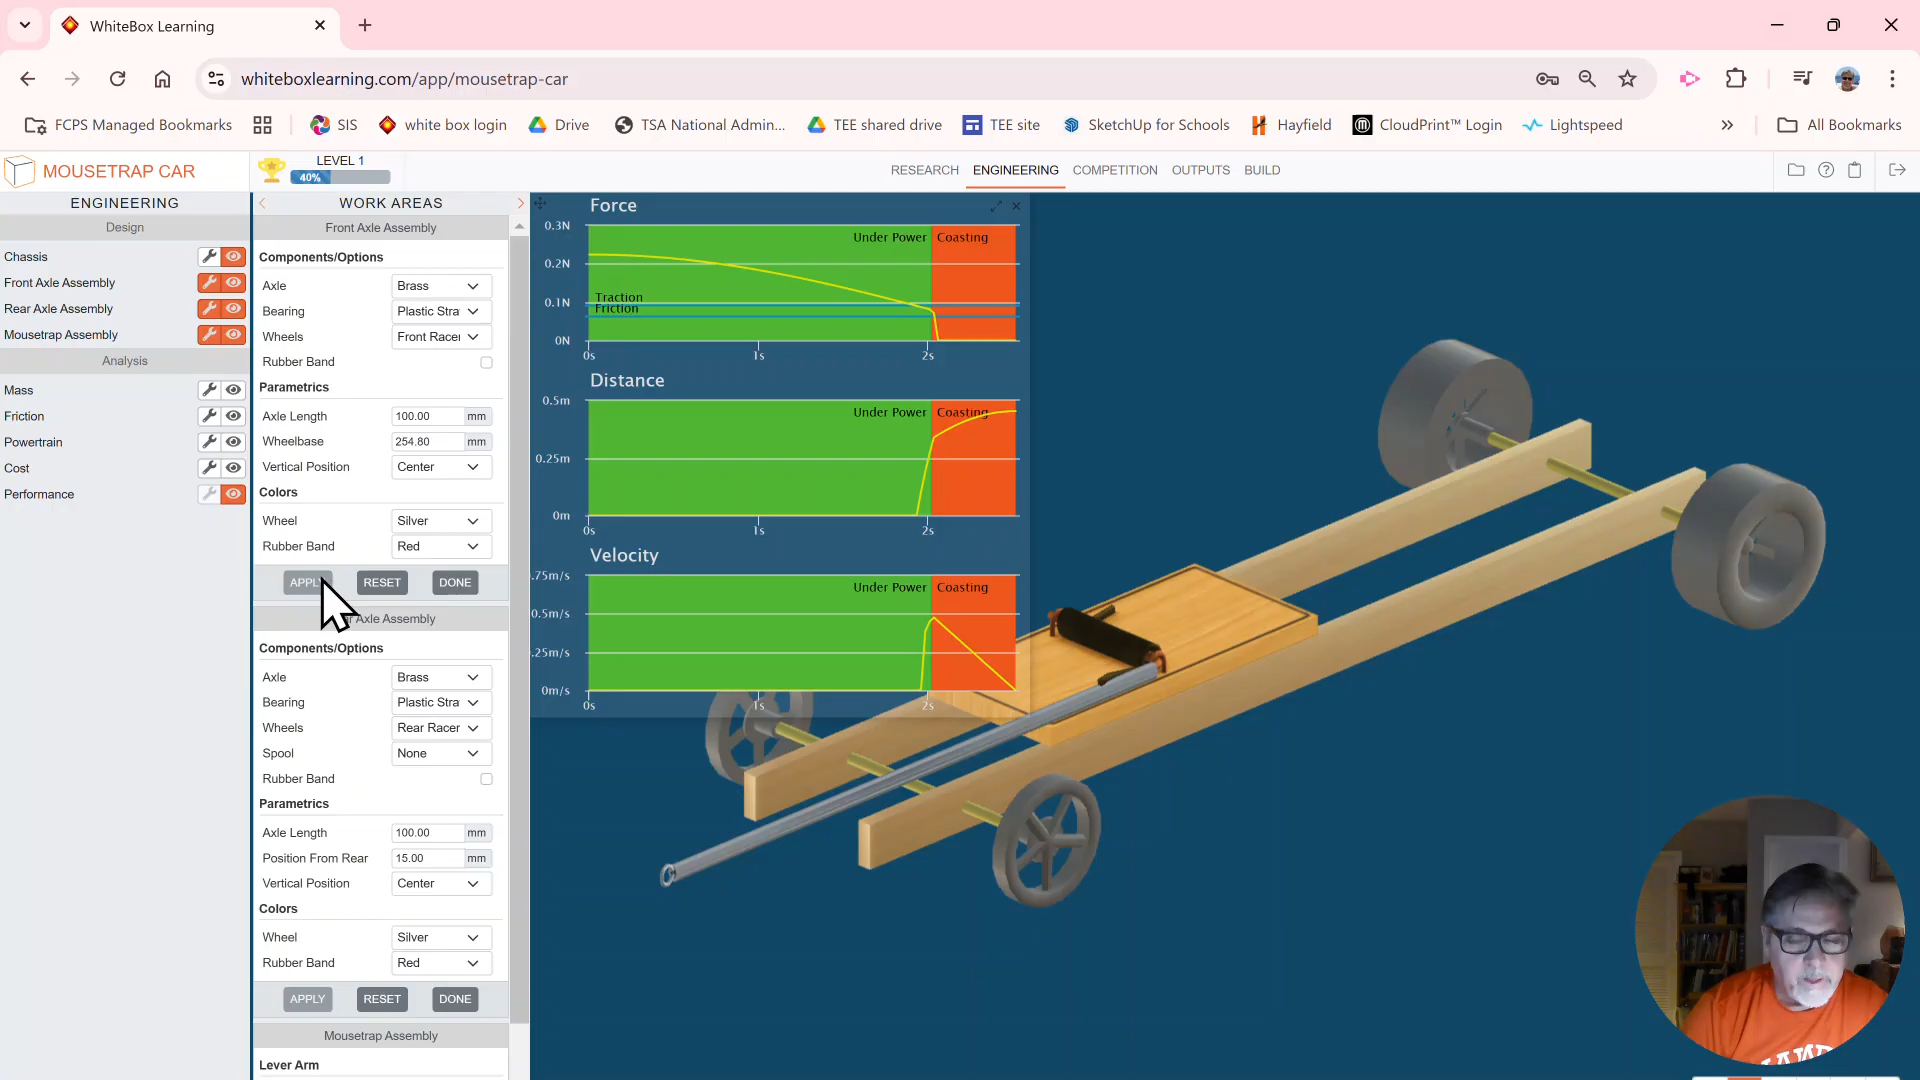 WhiteBox Learning
whiteboxlearning.com/app/mousetrap-car
FCPS Managed Bookmarks
SIS
white box login
Drive
TSA National Admin...
TEE shared drive
TEE site
SketchUp for Schools
Hayfield
CloudPrint™ Login
Lightspeed
All Bookmarks
MOUSETRAP CAR
LEVEL 1
40%
RESEARCH
ENGINEERING
COMPETITION
OUTPUTS
BUILD
ENGINEERING
Design
Chassis
Front Axle Assembly
Rear Axle Assembly
Mousetrap Assembly
Analysis
Mass
Friction
Powertrain
Cost
Performance
WORK AREAS
Front Axle Assembly
Components/Options
Axle Brass
Bearing Plastic Stra
Wheels Front Racer
Rubber Band
Parametrics
Axle Length 100.00 mm
Wheelbase 254.80 mm
Vertical Position Center
Colors
Wheel Silver
Rubber Band Red
APPLY RESET DONE
Axle Assembly
Components/Options
Axle Brass
Bearing Plastic Stra
Wheels Rear Racer
Spool None
Rubber Band
Parametrics
Axle Length 100.00 mm
Position From Rear 15.00 mm
Vertical Position Center
Colors
Wheel Silver
Rubber Band Red
APPLY RESET DONE
Mousetrap Assembly
Lever Arm
Force
0.3N
Under Power Coasting
0.2N
Traction
0.1N
Friction
0N
0s 1s 2s
Distance
0.5m
Under Power Coasting
0.25m
0m
0s 1s 2s
Velocity
.75m/s
Under Power Coasting
0.5m/s
.25m/s
0m/s
0s 1s 2s